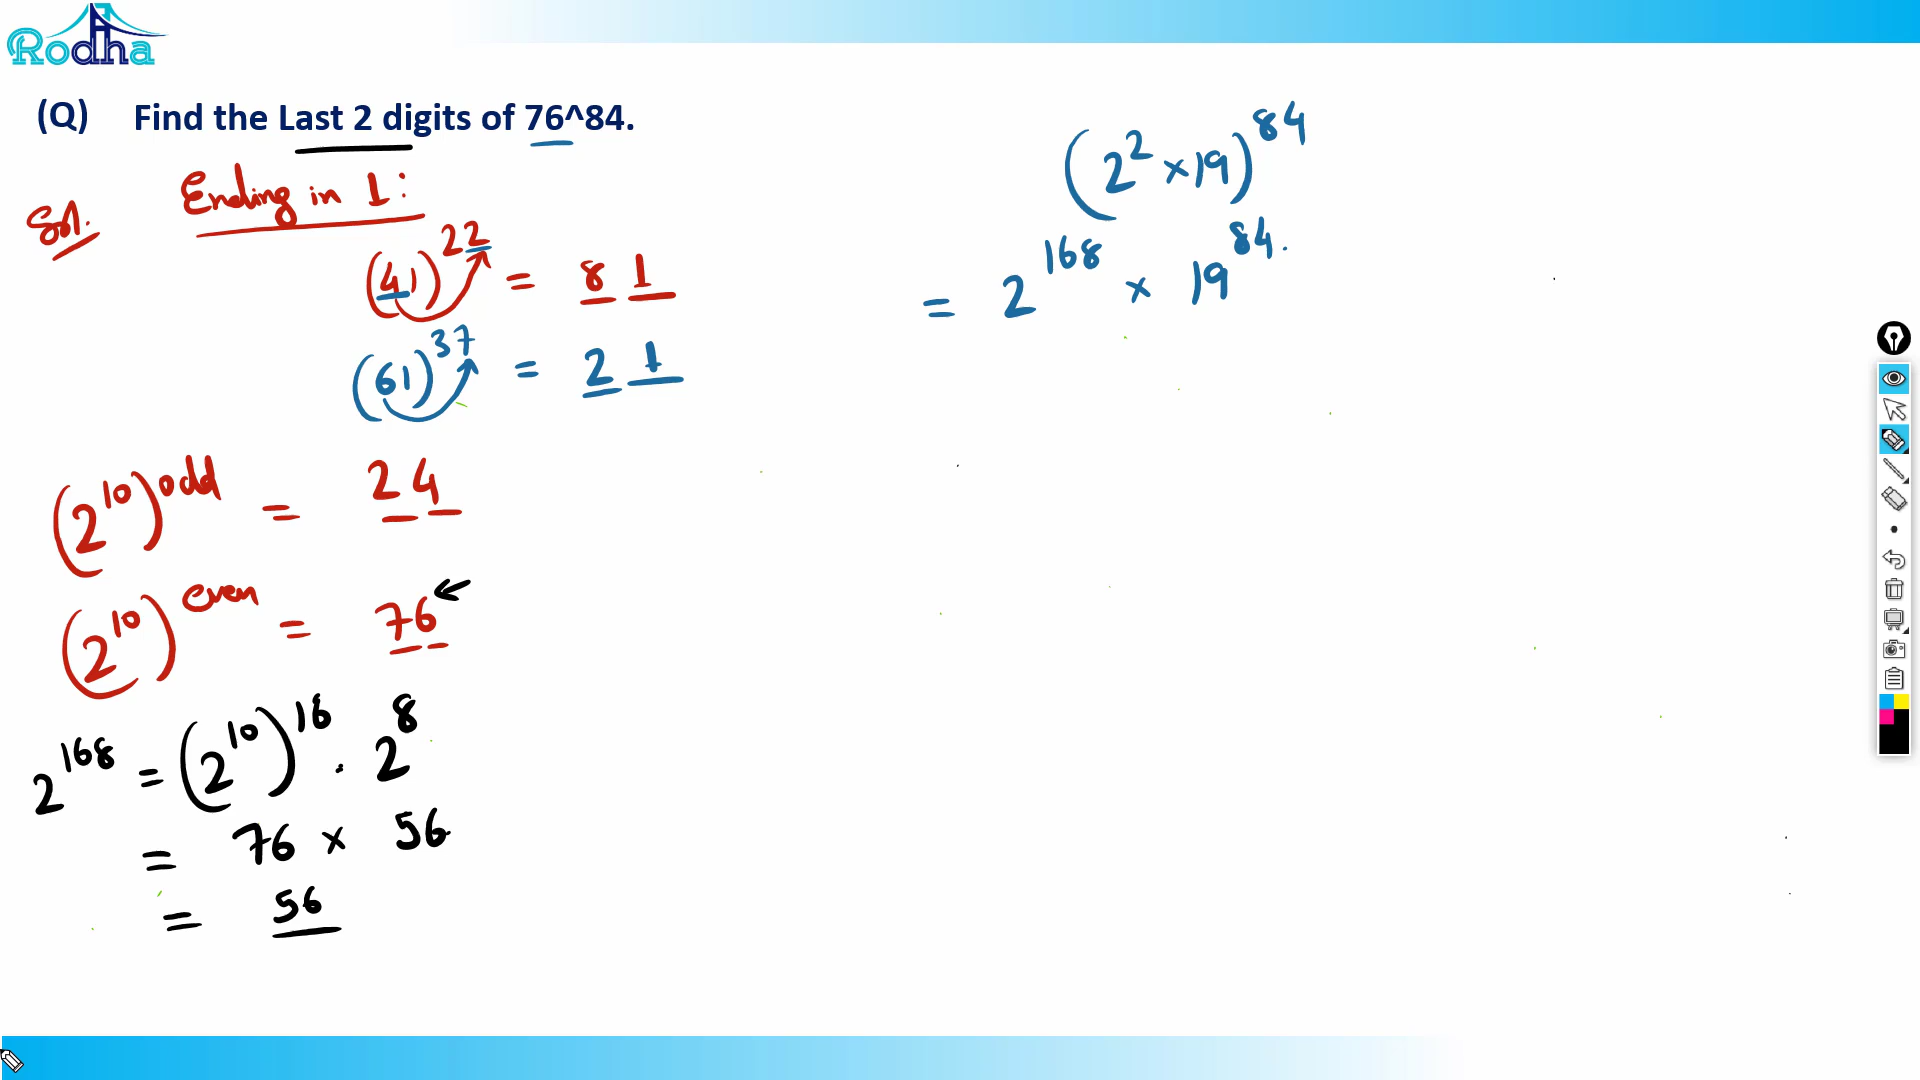 Rodha
(Q) Find the Last 2 digits of 76^84.
Sol. Ending in 1:
(41)^22 = 81
(61)^37 = 21
(2^10)^odd = 24
(2^10)^even = 76 ←
2^168 = (2^10)^16 · 2^8
= 76 × 56
= 56
(2^2 × 19)^84
= 2^168 × 19^84.